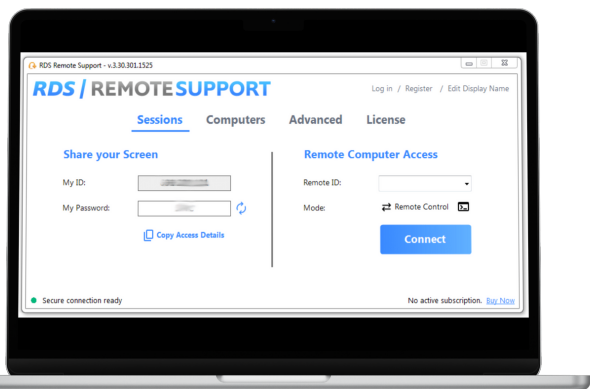 RDS Remote Support - v.3.30.301.1525
RDS / REMOTESUPPORT
Log in / Register / Edit Display Name
Sessions Computers Advanced License
Share your Screen
Remote Computer Access
My ID:
Remote ID:
My Password:
Mode: Remote Control
Copy Access Details
Connect
Secure connection ready
No active subscription. Buy Now